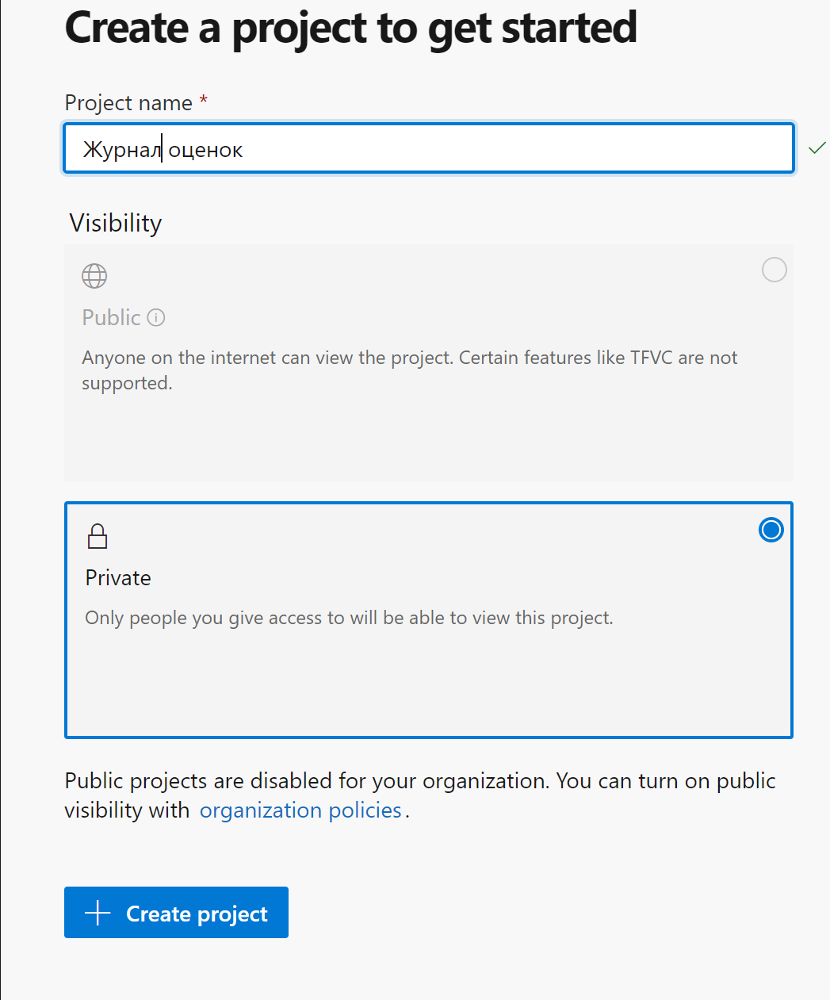 Create a project to get started
Project name *
Журнал оценок
Visibility
Public
Anyone on the internet can view the project. Certain features like TFVC are not
supported.
Private
Only people you give access to will be able to view this project.
Public projects are disabled for your organization. You can turn on public
visibility with organization policies.
Create project